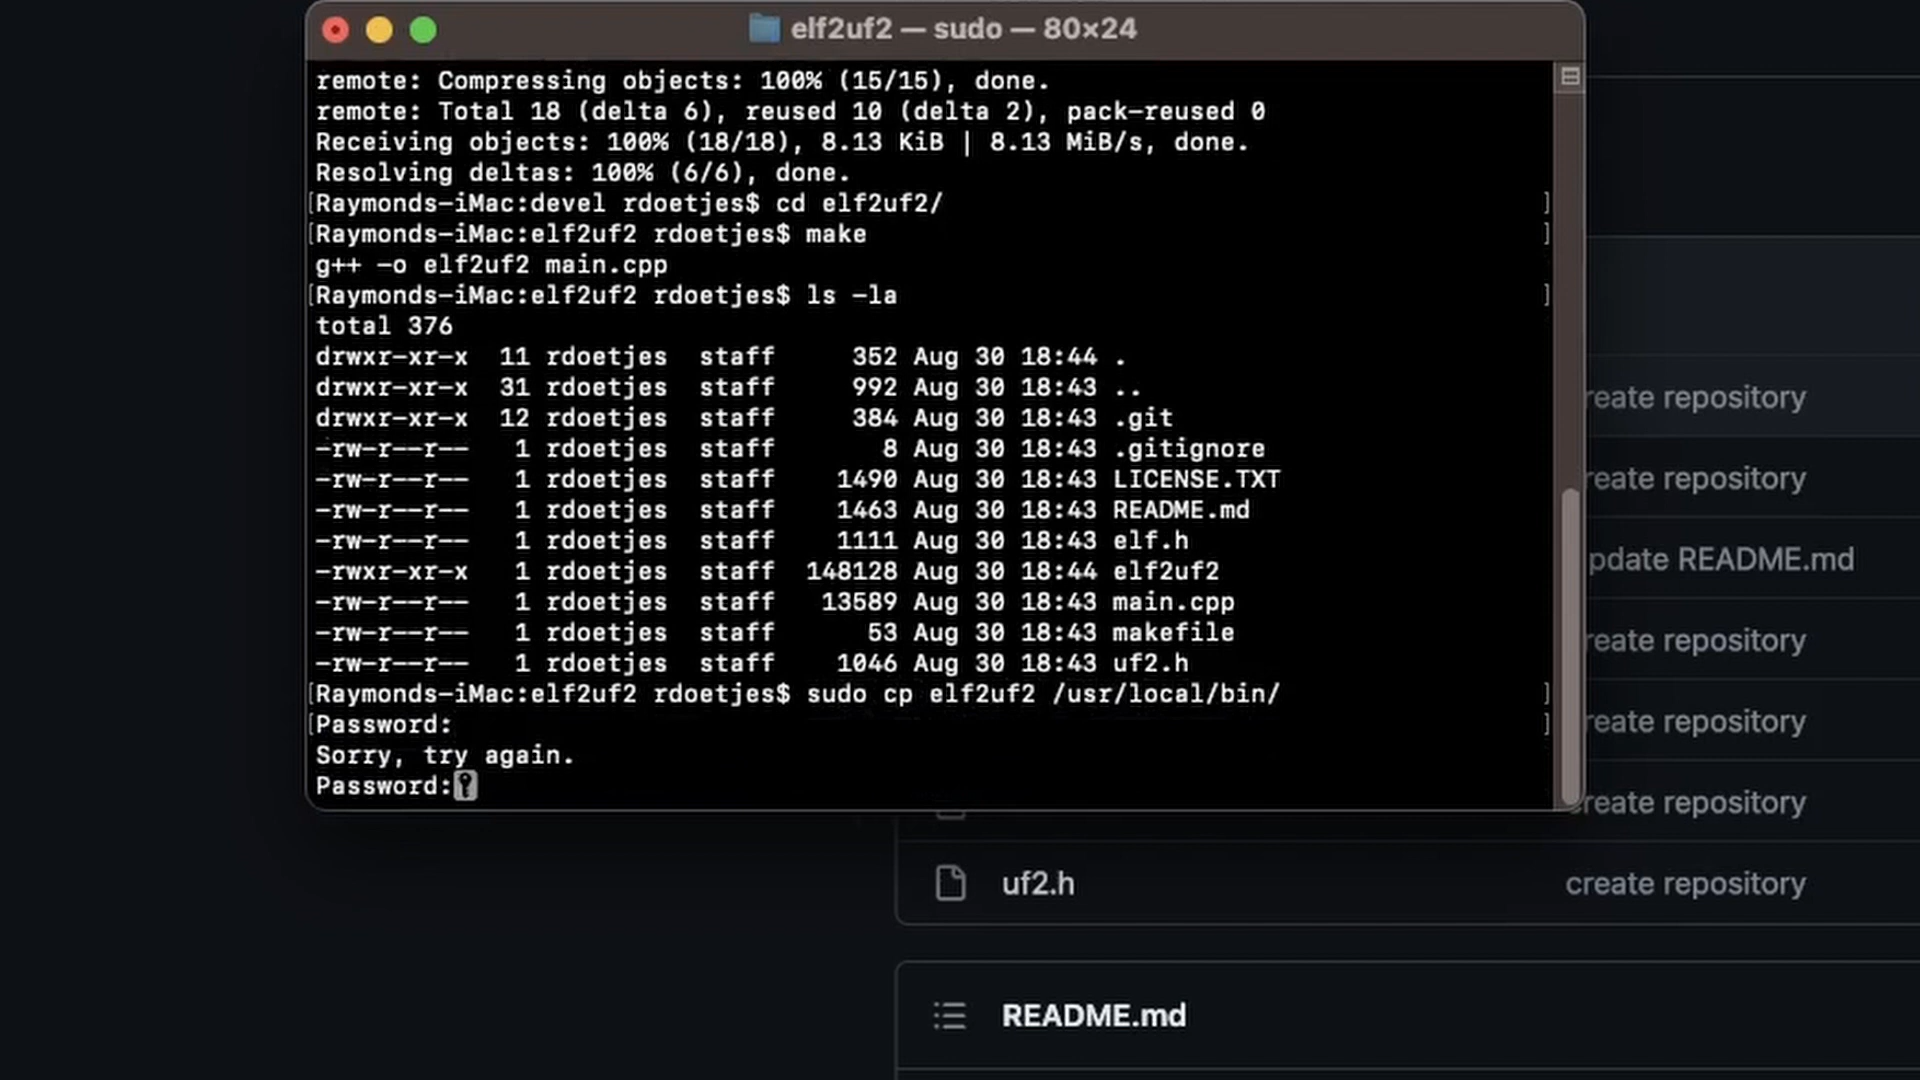 elf2uf2 — sudo — 80×24
remote: Compressing objects: 100% (15/15), done.
remote: Total 18 (delta 6), reused 10 (delta 2), pack-reused 0
Receiving objects: 100% (18/18), 8.13 KiB | 8.13 MiB/s, done.
Resolving deltas: 100% (6/6), done.
[Raymonds-iMac:devel rdoetjes$ cd elf2uf2/ ]
[Raymonds-iMac:elf2uf2 rdoetjes$ make ]
g++ -o elf2uf2 main.cpp
[Raymonds-iMac:elf2uf2 rdoetjes$ ls -la ]
total 376
drwxr-xr-x  11 rdoetjes  staff     352 Aug 30 18:44 .
drwxr-xr-x  31 rdoetjes  staff     992 Aug 30 18:43 ..
drwxr-xr-x  12 rdoetjes  staff     384 Aug 30 18:43 .git
-rw-r--r--   1 rdoetjes  staff       8 Aug 30 18:43 .gitignore
-rw-r--r--   1 rdoetjes  staff    1490 Aug 30 18:43 LICENSE.TXT
-rw-r--r--   1 rdoetjes  staff    1463 Aug 30 18:43 README.md
-rw-r--r--   1 rdoetjes  staff    1111 Aug 30 18:43 elf.h
-rwxr-xr-x   1 rdoetjes  staff  148128 Aug 30 18:44 elf2uf2
-rw-r--r--   1 rdoetjes  staff   13589 Aug 30 18:43 main.cpp
-rw-r--r--   1 rdoetjes  staff      53 Aug 30 18:43 makefile
-rw-r--r--   1 rdoetjes  staff    1046 Aug 30 18:43 uf2.h
[Raymonds-iMac:elf2uf2 rdoetjes$ sudo cp elf2uf2 /usr/local/bin/ ]
[Password: ]
Sorry, try again.
Password:
reate repository
reate repository
pdate README.md
reate repository
reate repository
create repository
uf2.h create repository
README.md